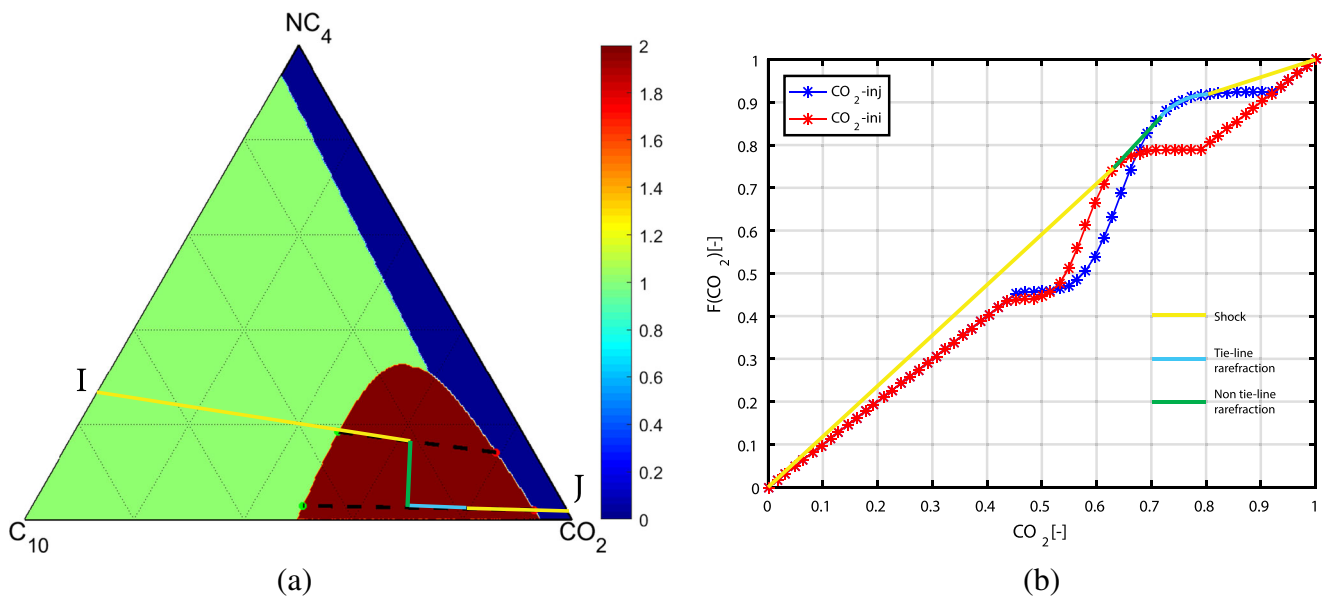 NC4
I
J
C10
CO2
2
1.8
1.6
1.4
1.2
1
0.8
0.6
0.4
0.2
0
(a)
F(CO2)[-]
1
0.9
0.8
0.7
0.6
0.5
0.4
0.3
0.2
0.1
0
CO2-inj
CO2-ini
Shock
Tie-line
rarefraction
Non tie-line
rarefraction
0 0.1 0.2 0.3 0.4 0.5 0.6 0.7 0.8 0.9 1
CO2[-]
(b)